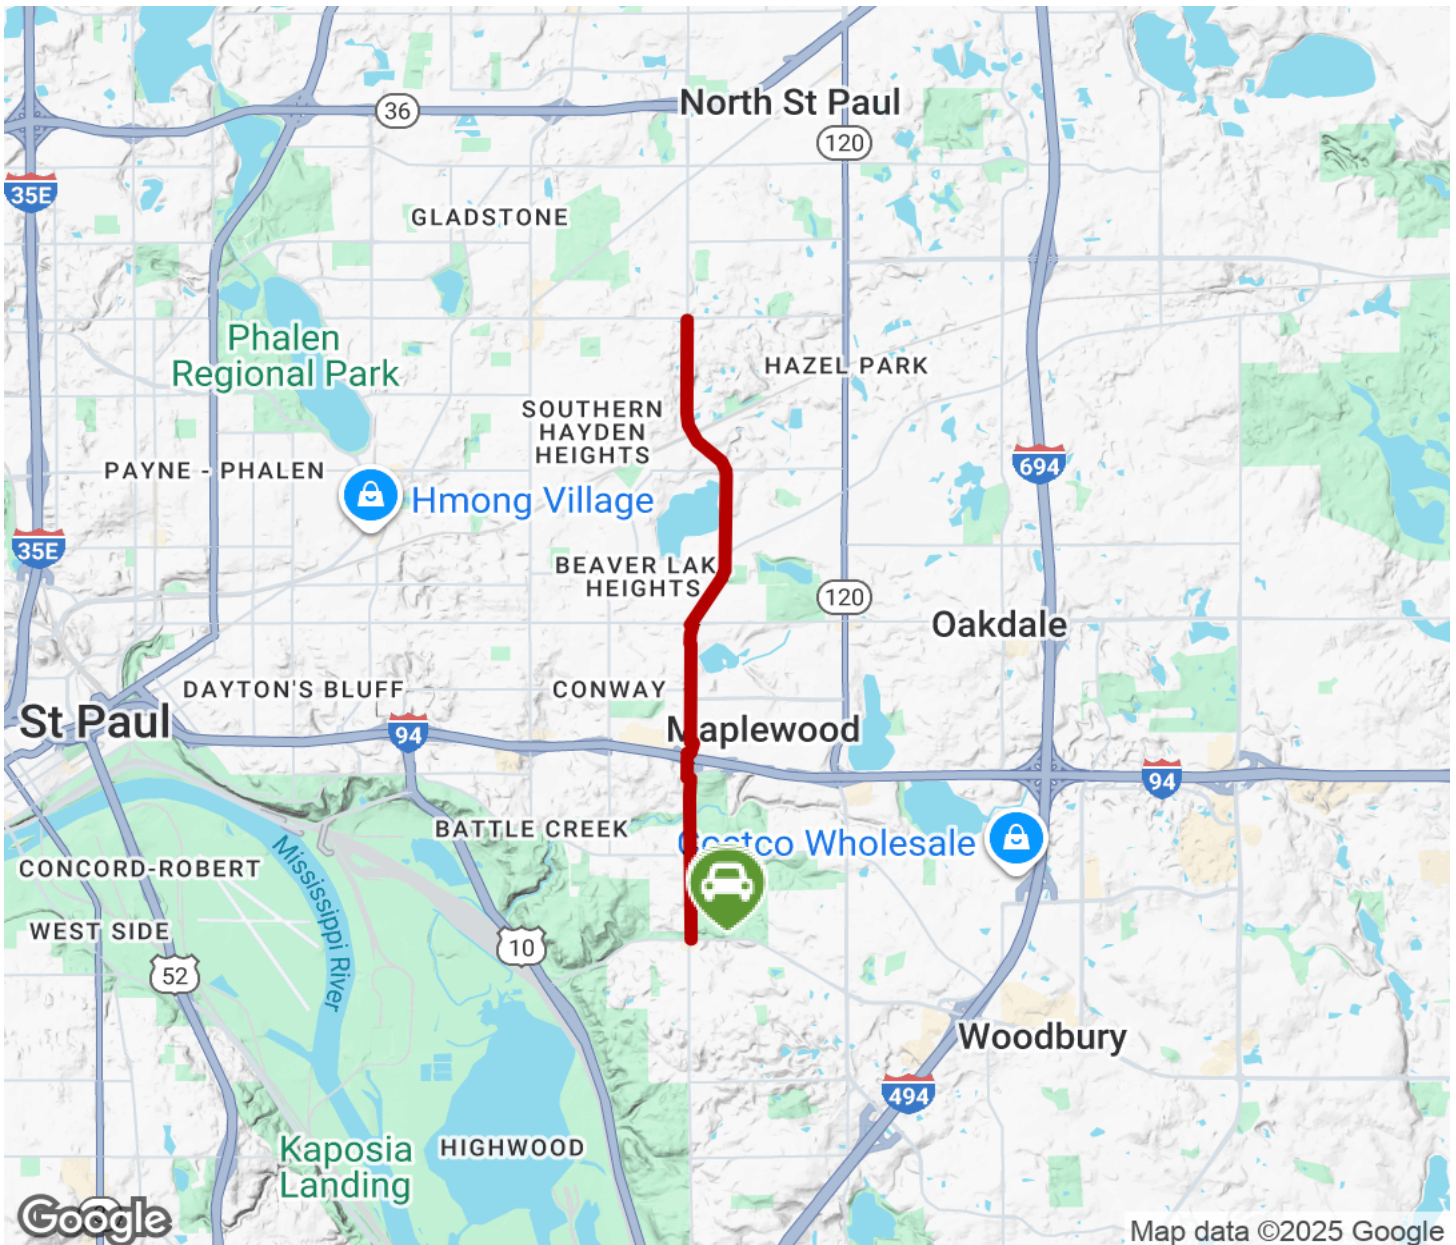 North St Paul
36
120
35E
GLADSTONE
Phalen
Regional Park
HAZEL PARK
SOUTHERN
HAYDEN
HEIGHTS
694
PAYNE - PHALEN
Hmong Village
35E
BEAVER LAK
HEIGHTS
120
Oakdale
DAYTON'S BLUFF
CONWAY
St Paul
94
Maplewood
94
BATTLE CREEK
Costco Wholesale
CONCORD-ROBERT
Mississippi River
WEST SIDE
10
52
Woodbury
494
Kaposia
Landing
HIGHWOOD
Google
Map data ©2025 Google